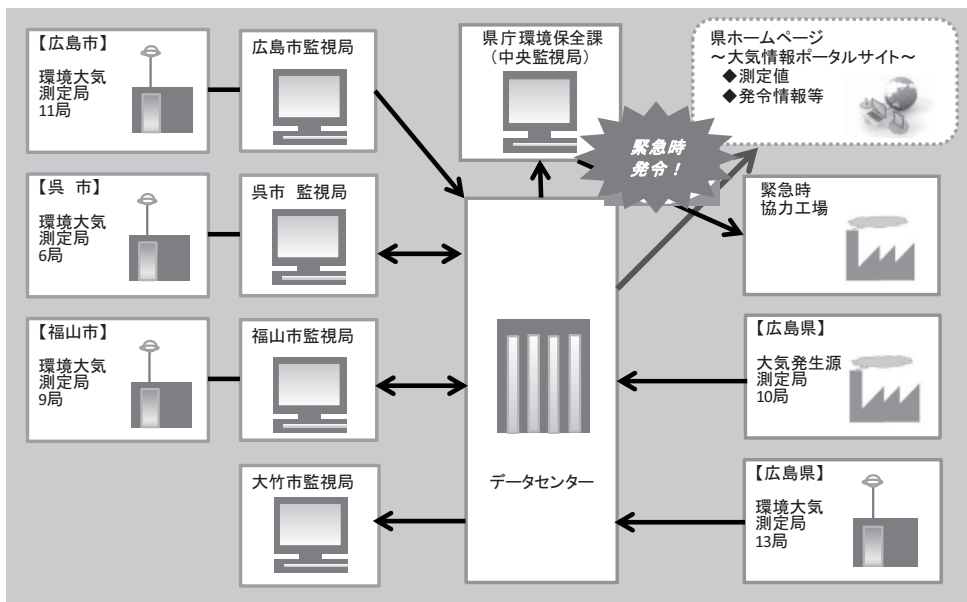 【広島市】
環境大気
測定局
11局
広島市監視局
県庁環境保全課
（中央監視局）
緊急時
発令！
県ホームページ
～大気情報ポータルサイト～
◆測定値
◆発令情報等
【呉 市】
環境大気
測定局
6局
呉市 監視局
緊急時
協力工場
【福山市】
環境大気
測定局
9局
福山市監視局
【広島県】
大気発生源
測定局
10局
大竹市監視局
データセンター
【広島県】
環境大気
測定局
13局